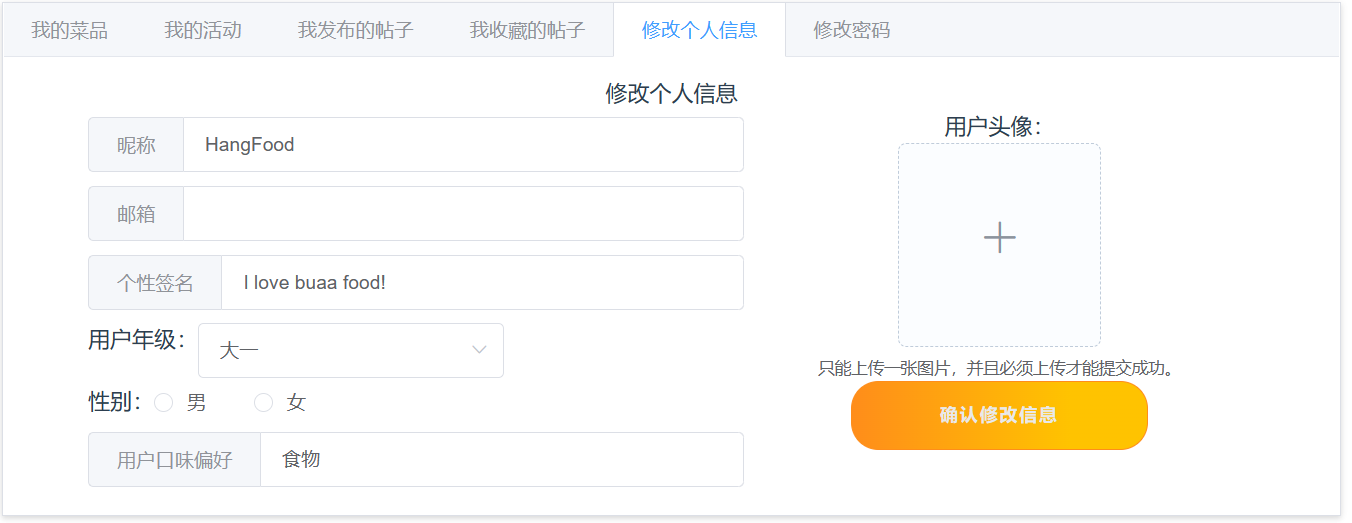 我的菜品 我的活动 我发布的帖子 我收藏的帖子 修改个人信息 修改密码
修改个人信息
昵称 HangFood
邮箱
个性签名 I love buaa food!
用户年级： 大一
性别： 男 女
用户口味偏好 食物
用户头像：
只能上传一张图片，并且必须上传才能提交成功。
确认修改信息